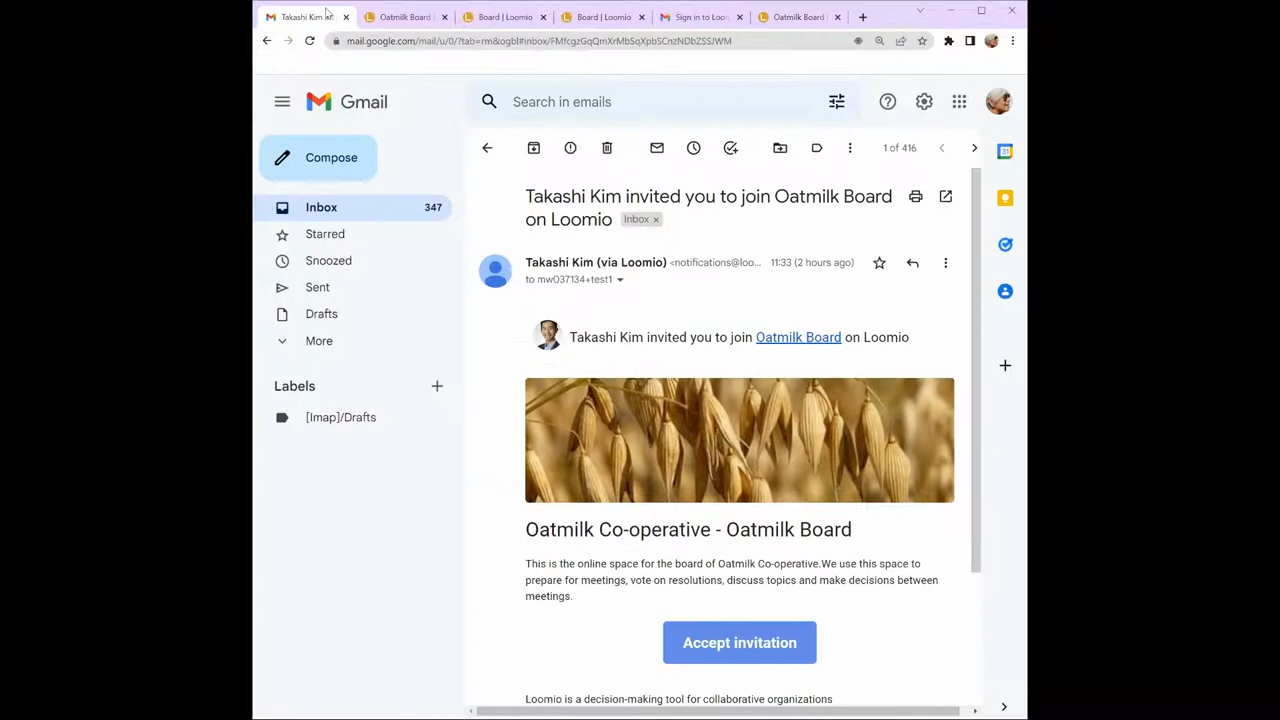 Takashi Kim
Oatmilk Board
Board | Loomio
Board | Loomio
Sign in to Loo
Oatmilk Board
mail.google.com/mail/u/0/?tab=rm&ogbl#inbox/FMfcgzGqQmXrMbSqXpbSCnzNDbZSSJWM
Gmail
Search in emails
Compose
1 of 416
Inbox 347
Starred
Snoozed
Sent
Drafts
More
Labels
[Imap]/Drafts
Takashi Kim invited you to join Oatmilk Board
on Loomio Inbox ×
Takashi Kim (via Loomio) <notifications@loo... 11:33 (2 hours ago)
to mw037134+test1
Takashi Kim invited you to join Oatmilk Board on Loomio
Oatmilk Co-operative - Oatmilk Board
This is the online space for the board of Oatmilk Co-operative.We use this space to
prepare for meetings, vote on resolutions, discuss topics and make decisions between
meetings.
Accept invitation
Loomio is a decision-making tool for collaborative organizations
31